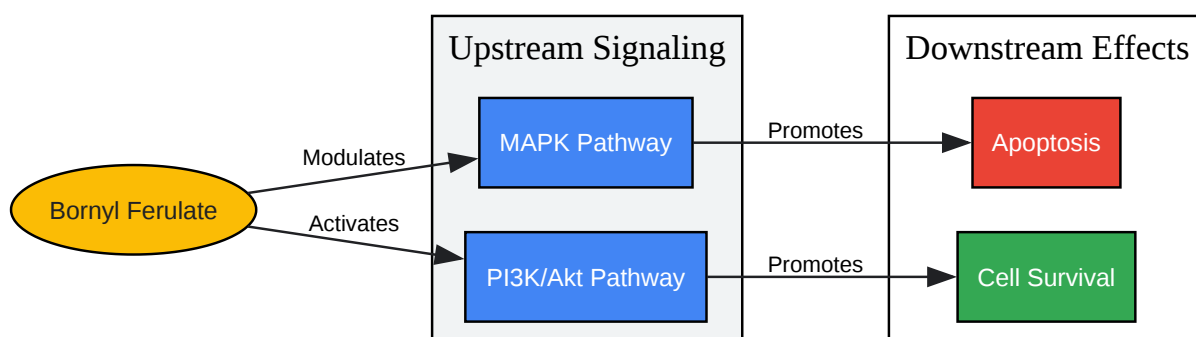 Upstream Signaling
Downstream Effects
MAPK Pathway
Promotes
Apoptosis
Modulates
Bornyl Ferulate
Activates
PI3K/Akt Pathway
Promotes
Cell Survival